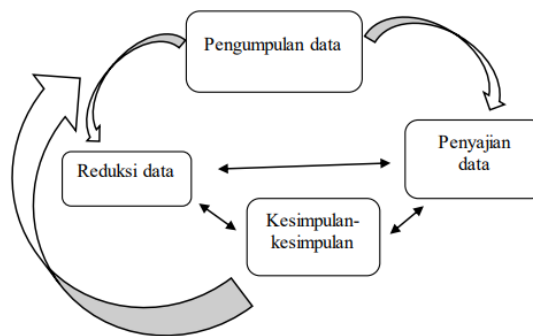 Pengumpulan data
Penyajian
data
Reduksi data
Kesimpulan-
kesimpulan